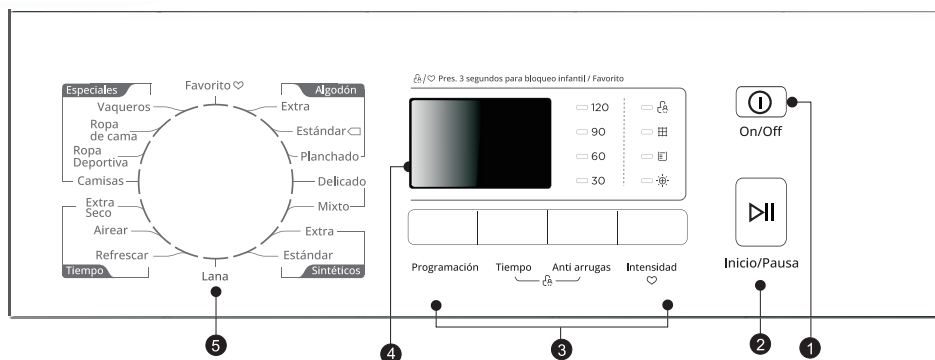 Pres. 3 segundos para bloqueo infantil / Favorito
Especiales
Favorito
Algodón
Vaqueros
Extra
Ropa
de cama
Estándar
Ropa
Deportiva
Planchado
Camisas
Delicado
Extra
Seco
Mixto
Airear
Extra
Refrescar
Estándar
Tiempo
Lana
Sintéticos
120
90
60
30
Programación
Tiempo
Anti arrugas
Intensidad
On/Off
Inicio/Pausa
5
4
3
2
1